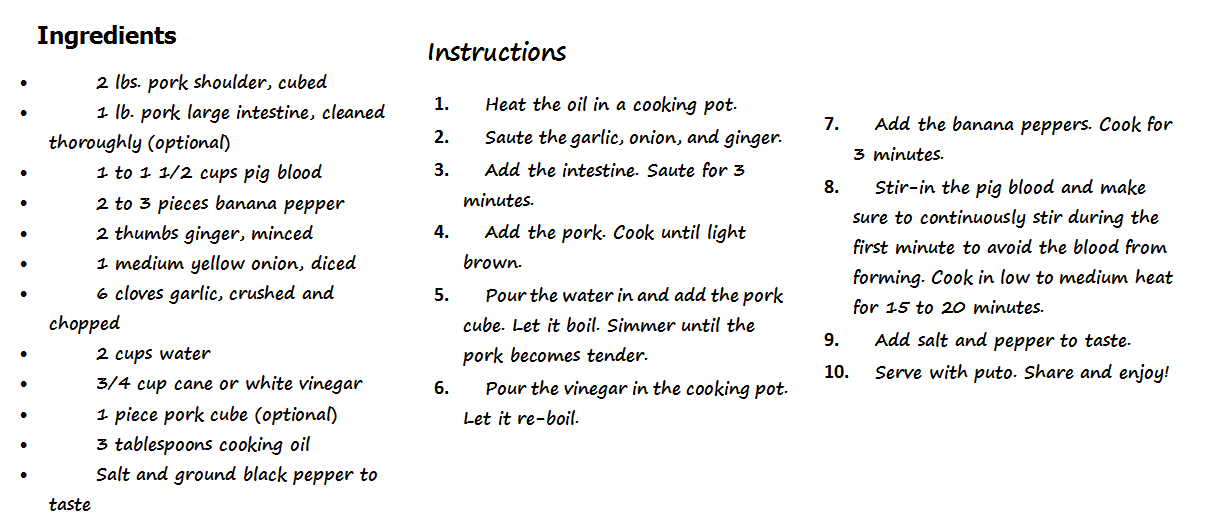 Ingredients
• 2 lbs. pork shoulder, cubed
• 1 lb. pork large intestine, cleaned
thoroughly (optional)
• 1 to 1 1/2 cups pig blood
• 2 to 3 pieces banana pepper
• 2 thumbs ginger, minced
• 1 medium yellow onion, diced
• 6 cloves garlic, crushed and
chopped
• 2 cups water
• 3/4 cup cane or white vinegar
• 1 piece pork cube (optional)
• 3 tablespoons cooking oil
• Salt and ground black pepper to
taste
Instructions
1. Heat the oil in a cooking pot.
2. Saute the garlic, onion, and ginger.
3. Add the intestine. Saute for 3
minutes.
4. Add the pork. Cook until light
brown.
5. Pour the water in and add the pork
cube. Let it boil. Simmer until the
pork becomes tender.
6. Pour the vinegar in the cooking pot.
Let it re-boil.
7. Add the banana peppers. Cook for
3 minutes.
8. Stir-in the pig blood and make
sure to continuously stir during the
first minute to avoid the blood from
forming. Cook in low to medium heat
for 15 to 20 minutes.
9. Add salt and pepper to taste.
10. Serve with puto. Share and enjoy!